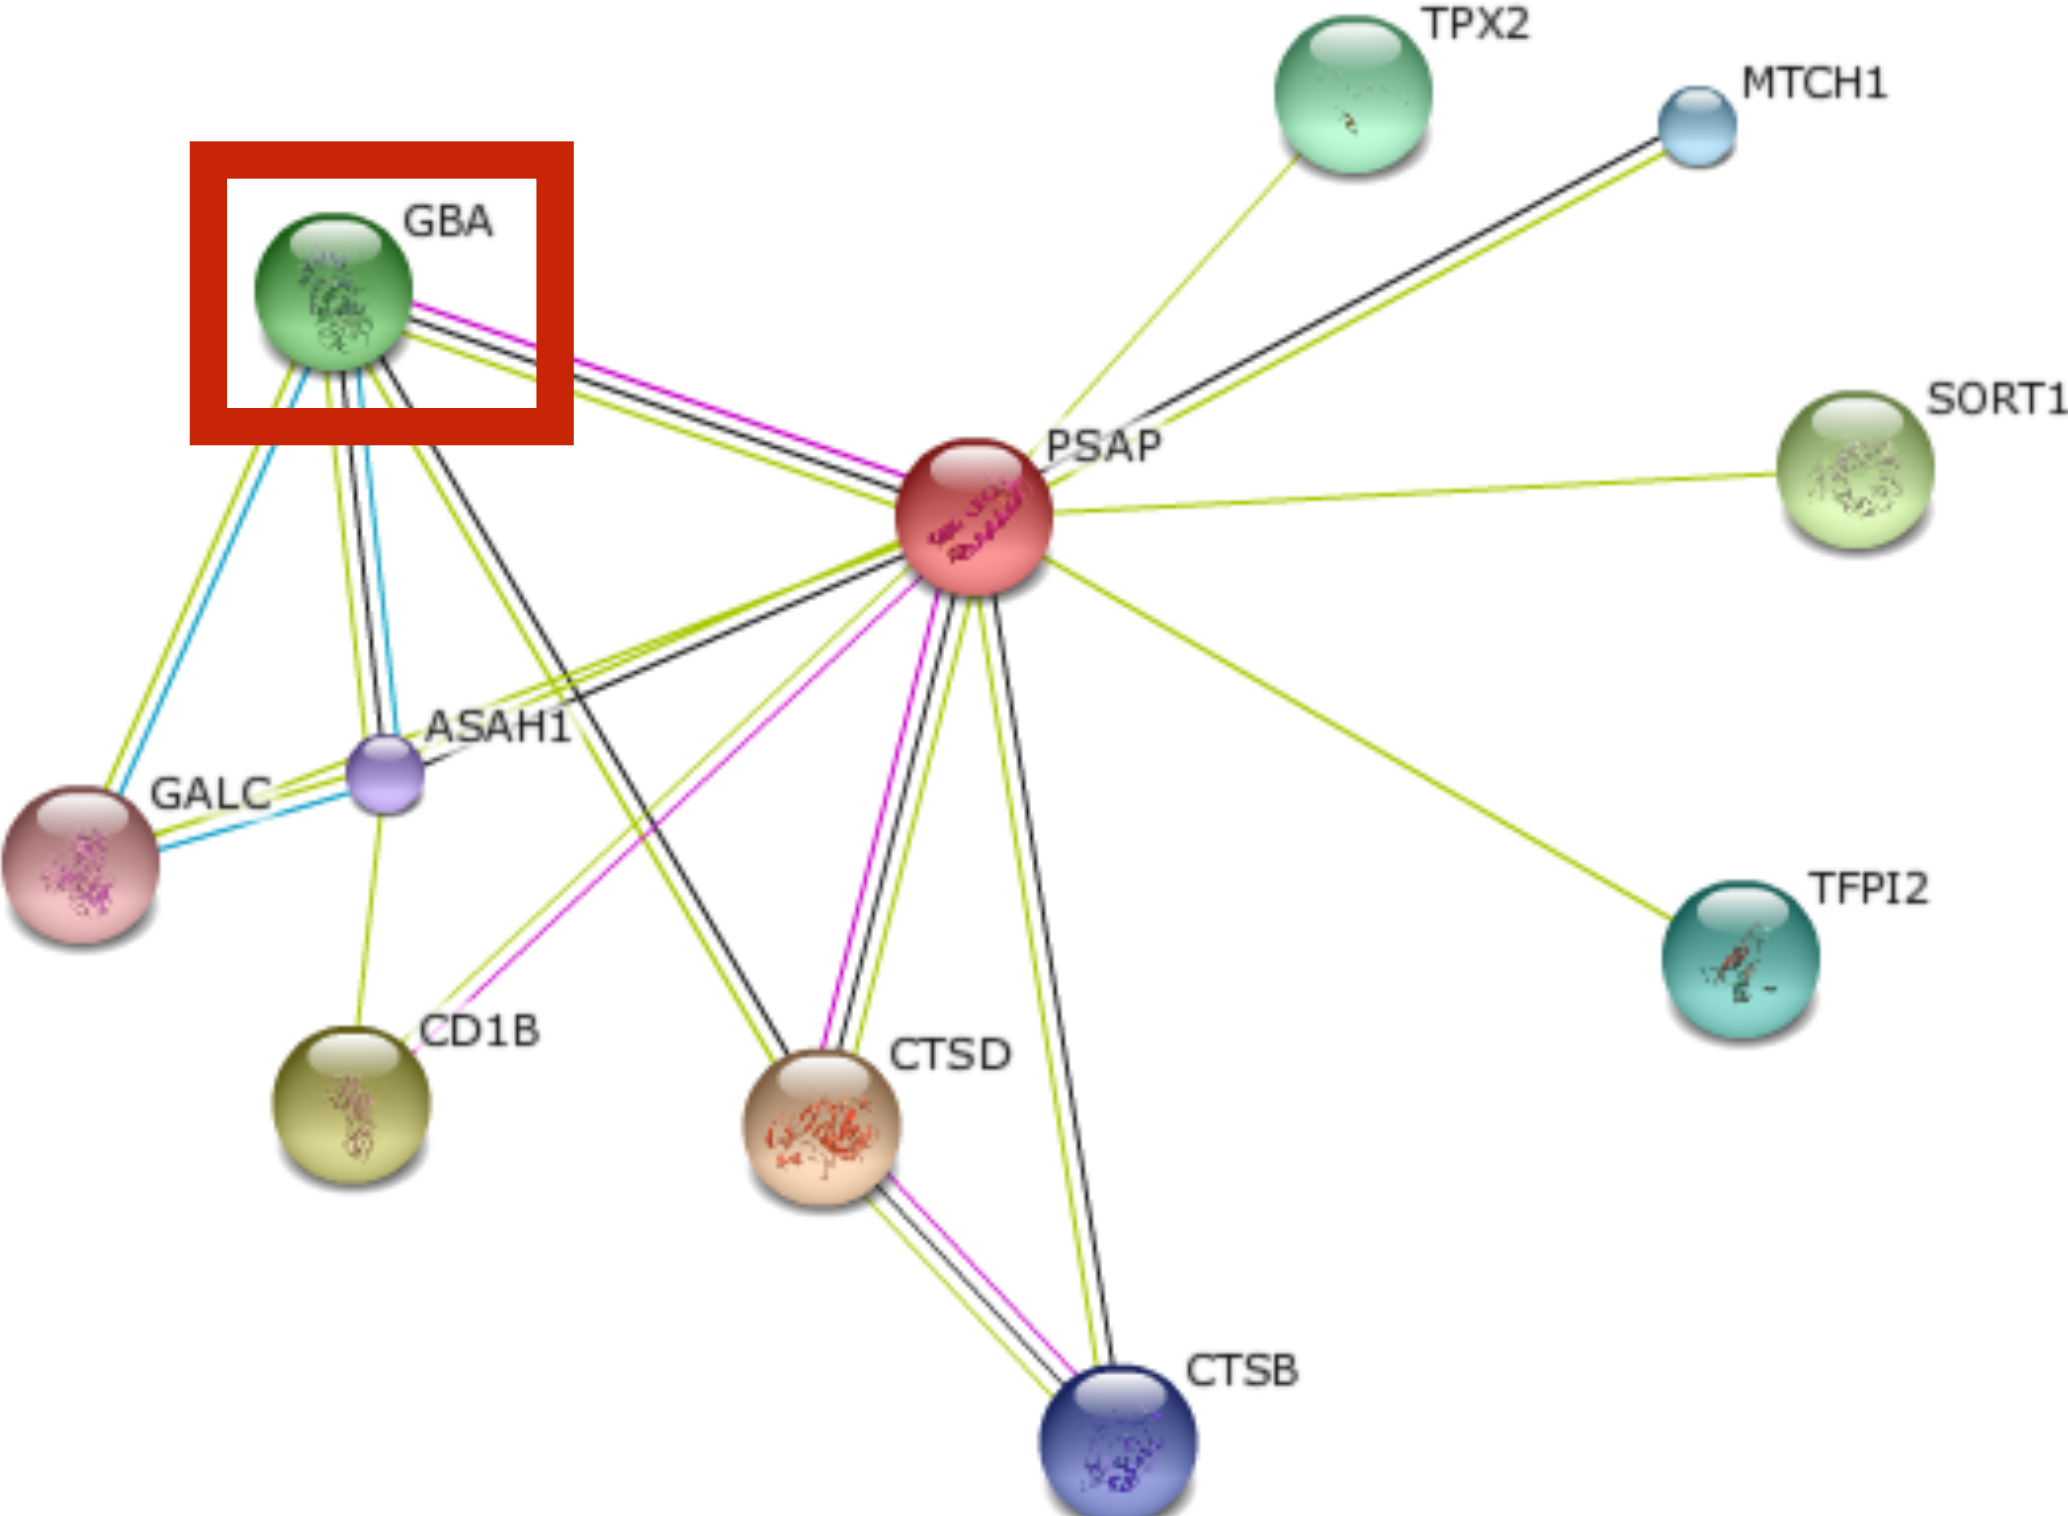 TPX2
MTCH1
GBA
SORT1
PSAP
ASAH1
GALC
TFPI2
CD1B
CTSD
CTSB